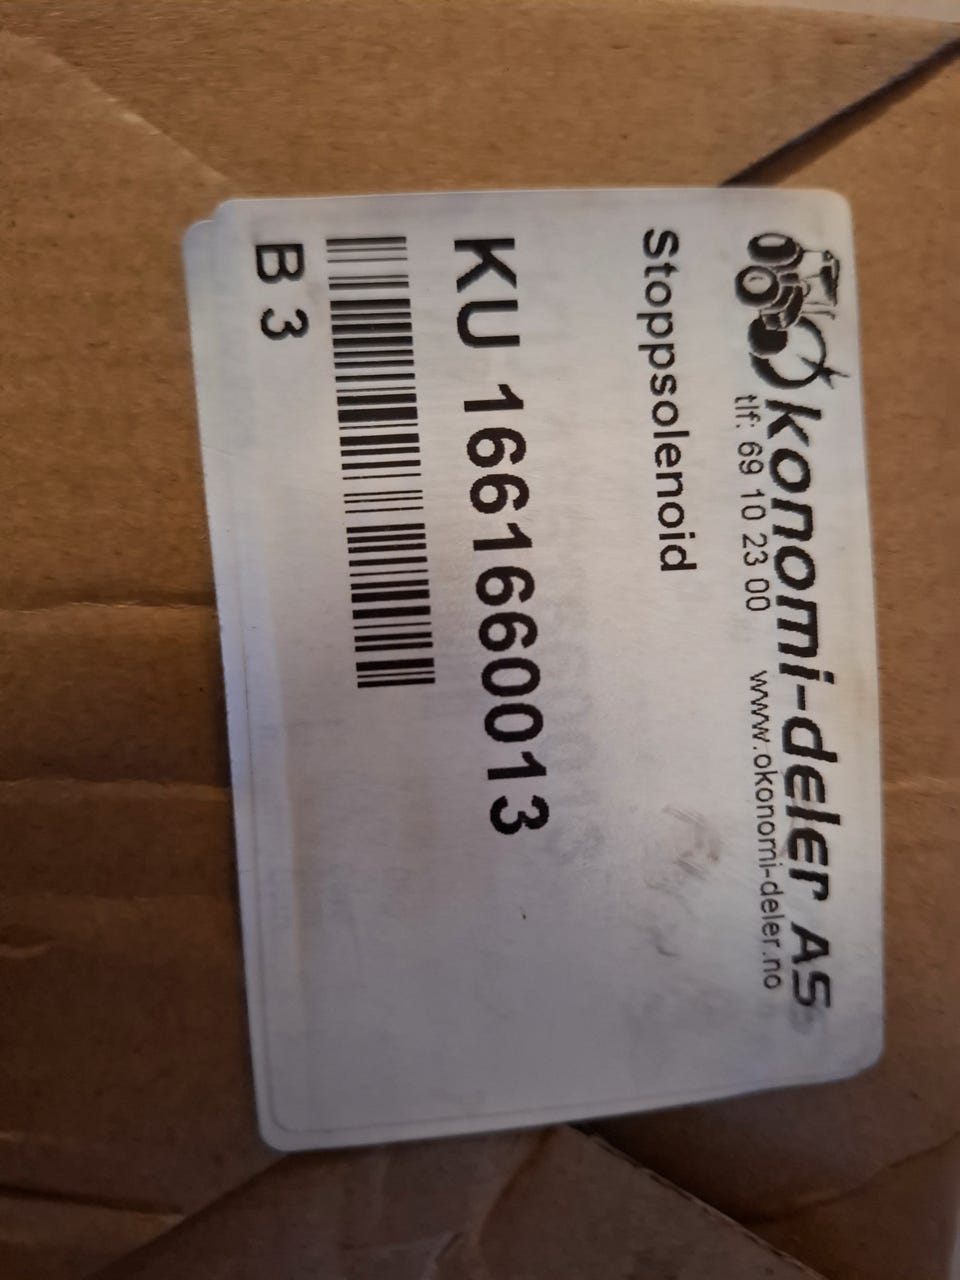 Økonomi-deler AS
tlf: 69 10 23 00 www.okonomi-deler.no
Stoppsolenoid
KU 1661660013
B 3